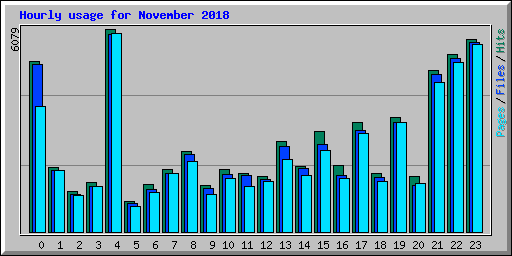 Hourly usage for November 2018
6079
Pages / Files / Hits
0 1 2 3 4 5 6 7 8 9 10 11 12 13 14 15 16 17 18 19 20 21 22 23